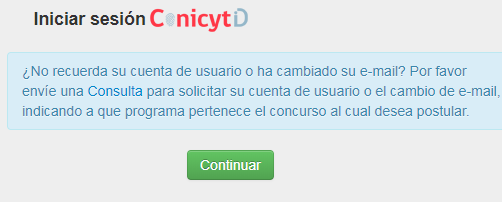 Iniciar sesión ConicytID
¿No recuerda su cuenta de usuario o ha cambiado su e-mail? Por favor
envíe una Consulta para solicitar su cuenta de usuario o el cambio de e-mail,
indicando a que programa pertenece el concurso al cual desea postular.
Continuar